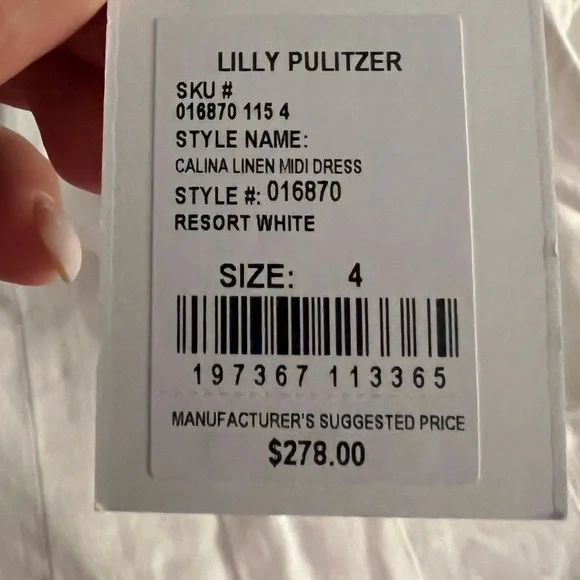 LILLY PULITZER
SKU #
016870 115 4
STYLE NAME:
CALINA LINEN MIDI DRESS
STYLE #: 016870
RESORT WHITE
SIZE: 4
197367 113365
MANUFACTURER'S SUGGESTED PRICE
$278.00